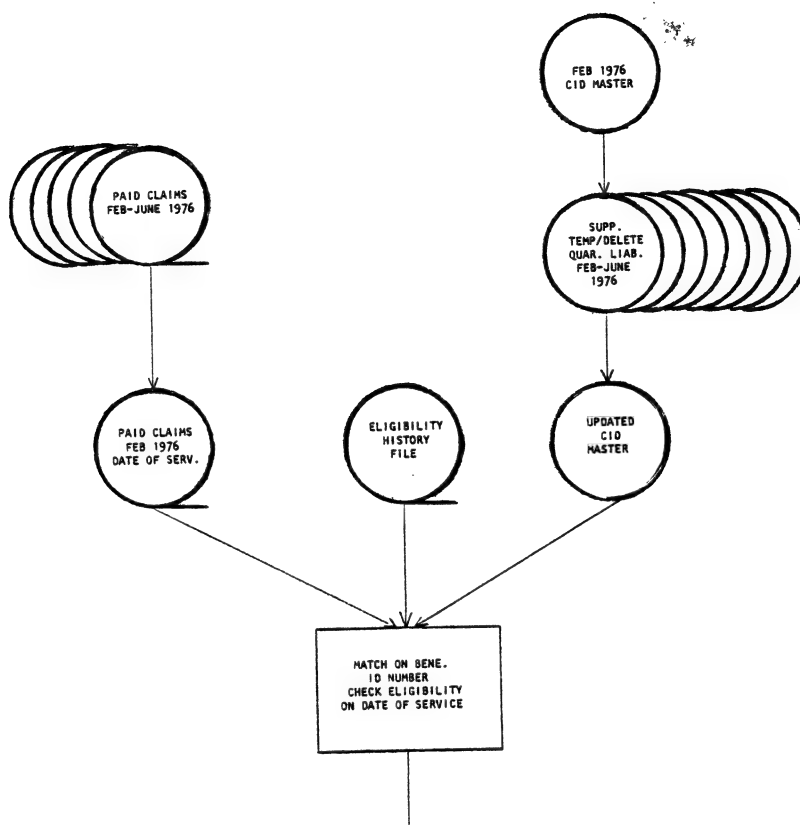 FEB 1976
CID MASTER
PAID CLAIMS
FEB-JUNE 1976
SUPP.
TEMP/DELETE
QUAR. LIAB.
FEB-JUNE
1976
PAID CLAIMS
FEB 1976
DATE OF SERV.
ELIGIBILITY
HISTORY
FILE
UPDATED
CID
MASTER
MATCH ON BENE.
ID NUMBER
CHECK ELIGIBILITY
ON DATE OF SERVICE